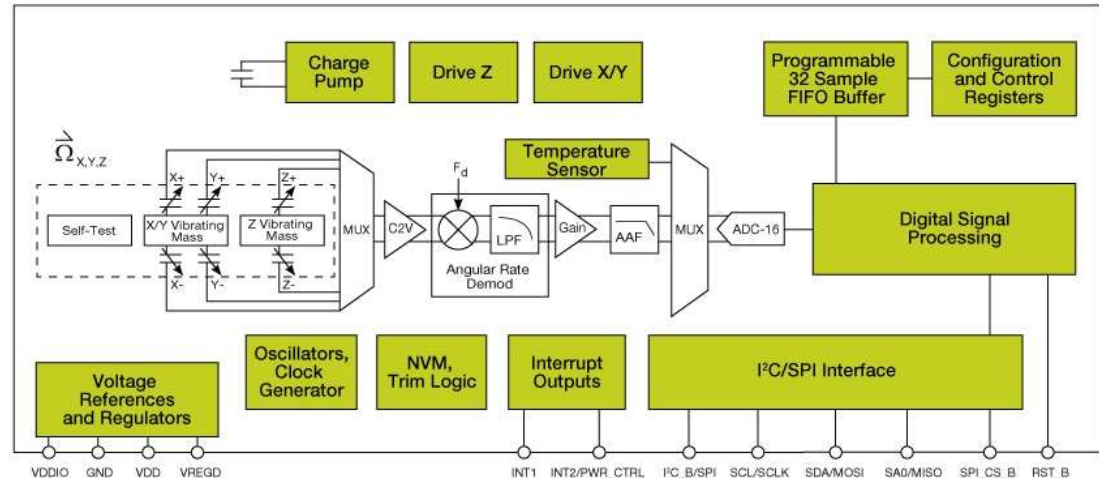 Charge
Pump
Drive Z
Drive X/Y
Programmable
32 Sample
FIFO Buffer
Configuration
and Control
Registers
Ω X,Y,Z
Temperature
Sensor
X+
Y+
Z+
Fd
Self-Test
X/Y Vibrating
Mass
Z Vibrating
Mass
MUX
C2V
LPF
Angular Rate
Demod
Gain
AAF
MUX
ADC-16
Digital Signal
Processing
X-
Y-
Z-
Voltage
References
and Regulators
Oscillators,
Clock
Generator
NVM,
Trim Logic
Interrupt
Outputs
I²C/SPI Interface
VDDIO
GND
VDD
VREGD
INT1
INT2/PWR_CTRL
I²C_B/SPI
SCL/SCLK
SDA/MOSI
SA0/MISO
SPI_CS_B
RST_B